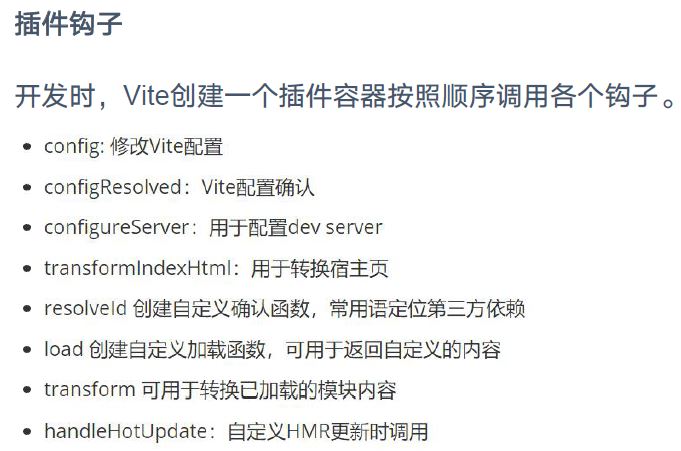 插件钩子
开发时，Vite创建一个插件容器按照顺序调用各个钩子。
• config: 修改Vite配置
• configResolved：Vite配置确认
• configureServer：用于配置dev server
• transformIndexHtml：用于转换宿主页
• resolveId 创建自定义确认函数，常用语定位第三方依赖
• load 创建自定义加载函数，可用于返回自定义的内容
• transform 可用于转换已加载的模块内容
• handleHotUpdate：自定义HMR更新时调用